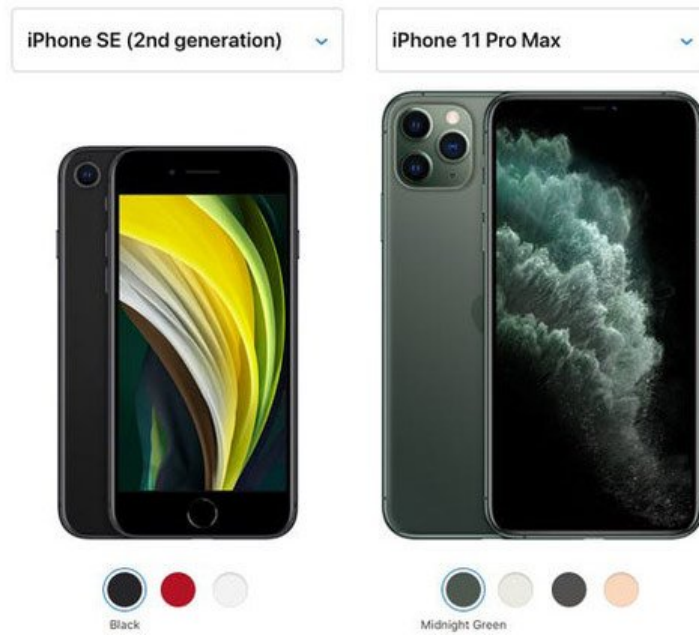 iPhone SE (2nd generation)
iPhone 11 Pro Max
Black
Midnight Green